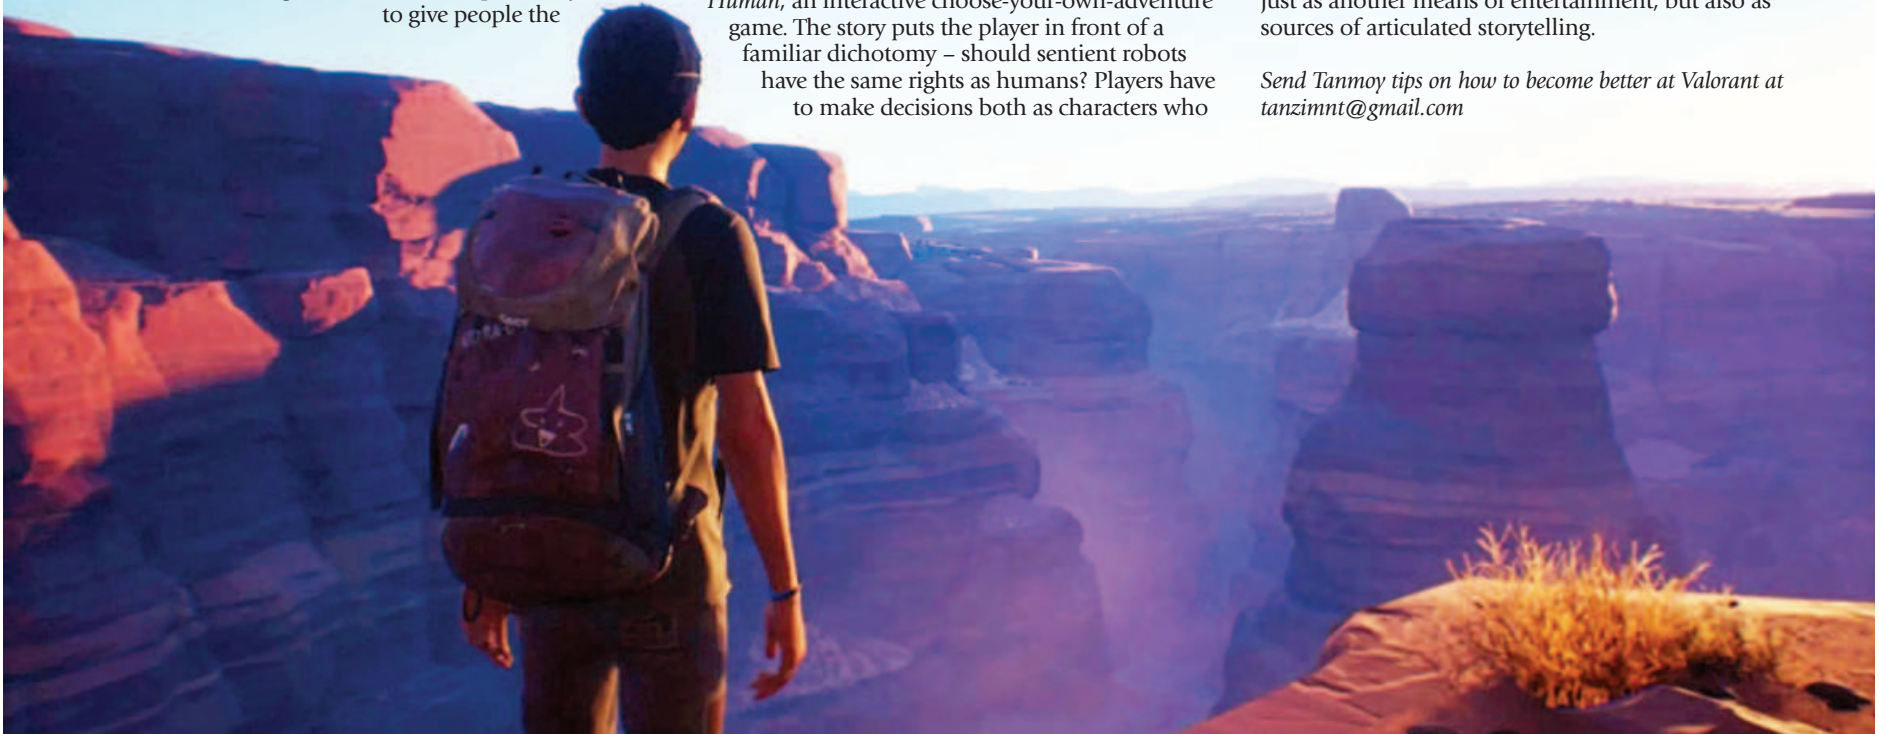 to give people the
Human, an interactive choose-your-own-adventure
game. The story puts the player in front of a
familiar dichotomy – should sentient robots
have the same rights as humans? Players have
to make decisions both as characters who
just as another means of entertainment, but also as
sources of articulated storytelling.
Send Tanmoy tips on how to become better at Valorant at
tanzimnt@gmail.com